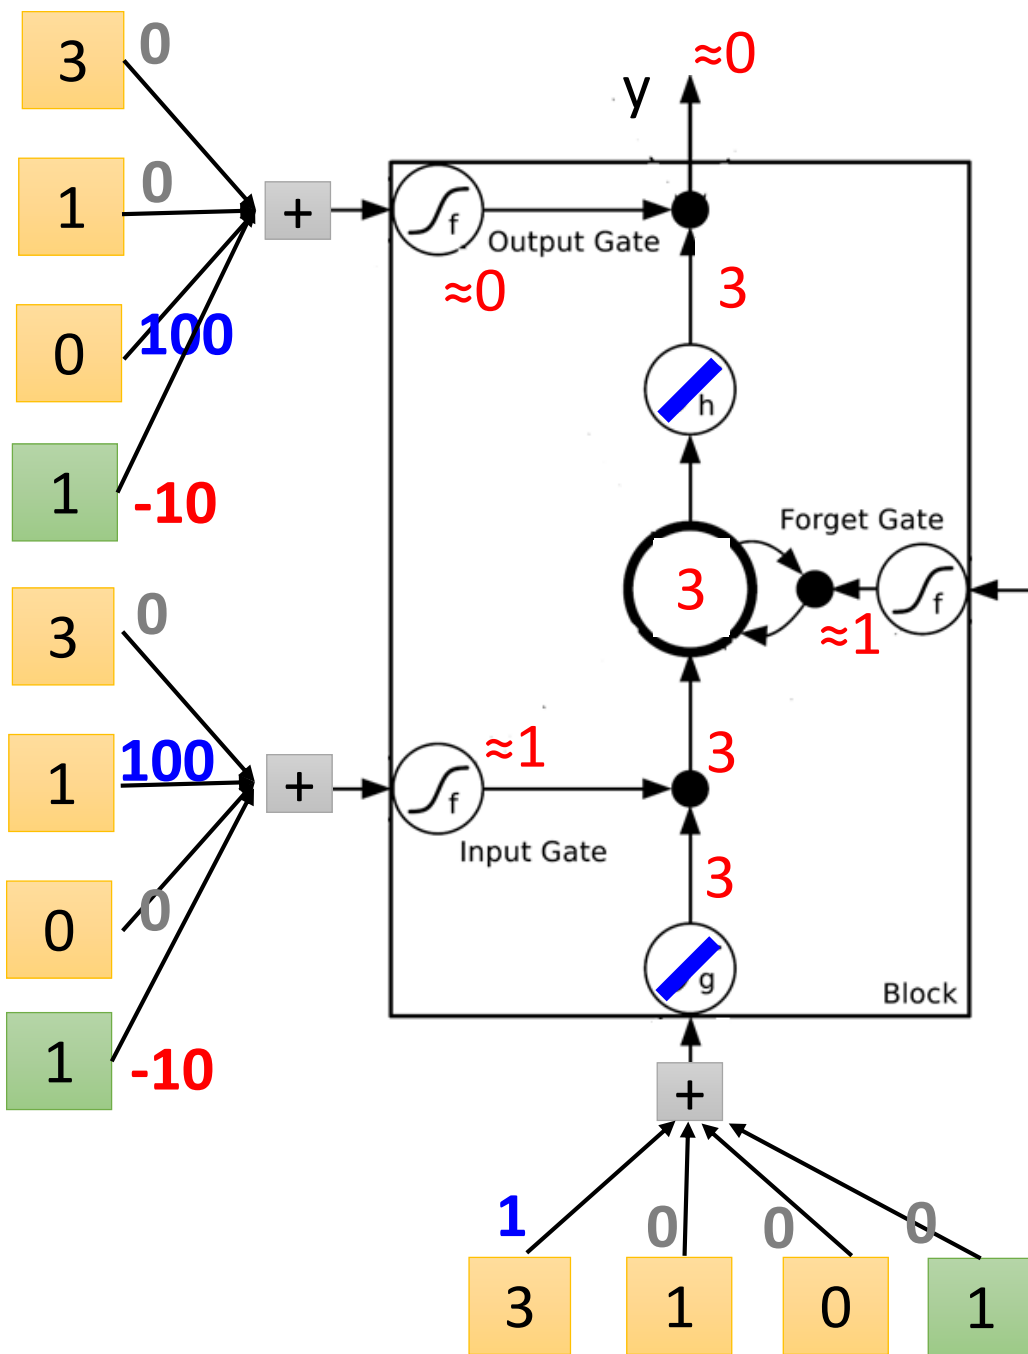 3 0
≈0
y
1 0
+
f
Output Gate
≈0
3
0 100
h
1 -10
Forget Gate
f
3
≈1
3 0
1 100
≈1
3
+
f
Input Gate
3
0 0
g
Block
1 -10
+
1 0 0 0
3 1 0 1